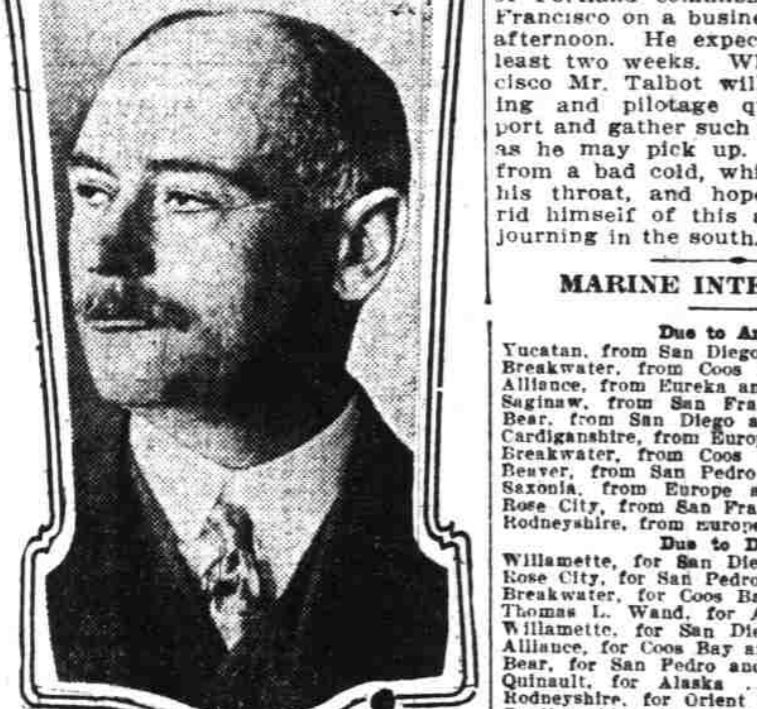 Francisco on a busine
afternoon. He expec
least two weeks. Wh
cisco Mr. Talbot wil
ing and pilotage q
port and gather such
as he may pick up.
from a bad cold, whi
his throat, and hope
rid himself of this a
journing in the south.
MARINE INTE
Due to Ar
Yucatan, from San Diego
Breakwater, from Coos
Alliance, from Eureka an
Saginaw, from San Fra
Bear, from San Diego a
Cardiganshire, from Europ
Breakwater, from Coos
Beaver, from San Pedro
Saxonia, from Europe a
Rose City, from San Fra
Rodneyshire, from Europe
Due to D
Willamette, for San Die
Rose City, for San Pedro
Breakwater, for Coos Ba
Thomas L. Wand, for A
Willamette, for San Die
Alliance, for Coos Bay a
Bear, for San Pedro and
Quinault, for Alaska ..
Rodneyshire, for Orient